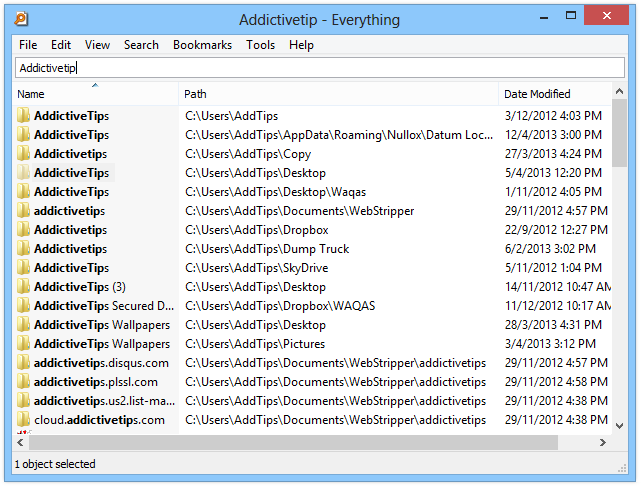 Addictivetip - Everything
File Edit View Search Bookmarks Tools Help
Addictivetip
Name Path Date Modified
AddictiveTips C:\Users\AddTips 3/12/2012 4:03 PM
AddictiveTips C:\Users\AddTips\AppData\Roaming\Nullox\Datum Loc... 12/4/2013 3:00 PM
Addictivetips C:\Users\AddTips\Copy 27/3/2013 4:24 PM
AddictiveTips C:\Users\AddTips\Desktop 5/4/2013 12:20 PM
AddictiveTips C:\Users\AddTips\Desktop\Waqas 1/11/2012 4:05 PM
addictivetips C:\Users\AddTips\Documents\WebStripper 29/11/2012 4:57 PM
AddictiveTips C:\Users\AddTips\Dropbox 22/9/2012 12:27 PM
AddictiveTips C:\Users\AddTips\Dump Truck 6/2/2013 3:02 PM
AddictiveTips C:\Users\AddTips\SkyDrive 5/11/2012 1:04 PM
AddictiveTips (3) C:\Users\AddTips\Desktop 14/11/2012 10:47 AM
AddictiveTips Secured D... C:\Users\AddTips\Dropbox\WAQAS 11/12/2012 10:17 AM
AddictiveTips Wallpapers C:\Users\AddTips\Desktop 28/3/2013 4:31 PM
AddictiveTips Wallpapers C:\Users\AddTips\Pictures 3/4/2013 3:12 PM
addictivetips.disqus.com C:\Users\AddTips\Documents\WebStripper\addictivetips 29/11/2012 4:57 PM
addictivetips.plssl.com C:\Users\AddTips\Documents\WebStripper\addictivetips 29/11/2012 4:58 PM
addictivetips.us2.list-ma... C:\Users\AddTips\Documents\WebStripper\addictivetips 29/11/2012 4:38 PM
cloud.addictivetips.com C:\Users\AddTips\Documents\WebStripper\addictivetips 29/11/2012 4:38 PM
1 object selected